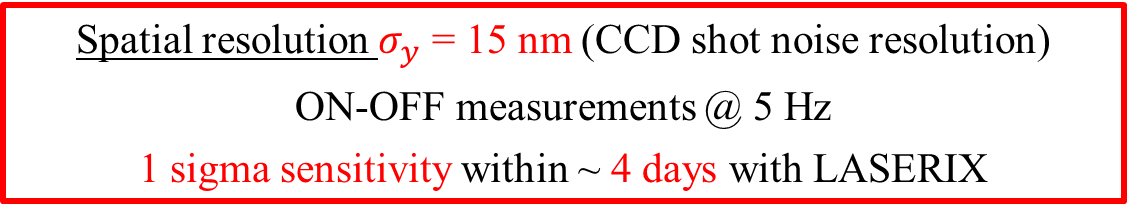 Spatial resolution σy = 15 nm (CCD shot noise resolution)
ON-OFF measurements @ 5 Hz
1 sigma sensitivity within ~ 4 days with LASERIX